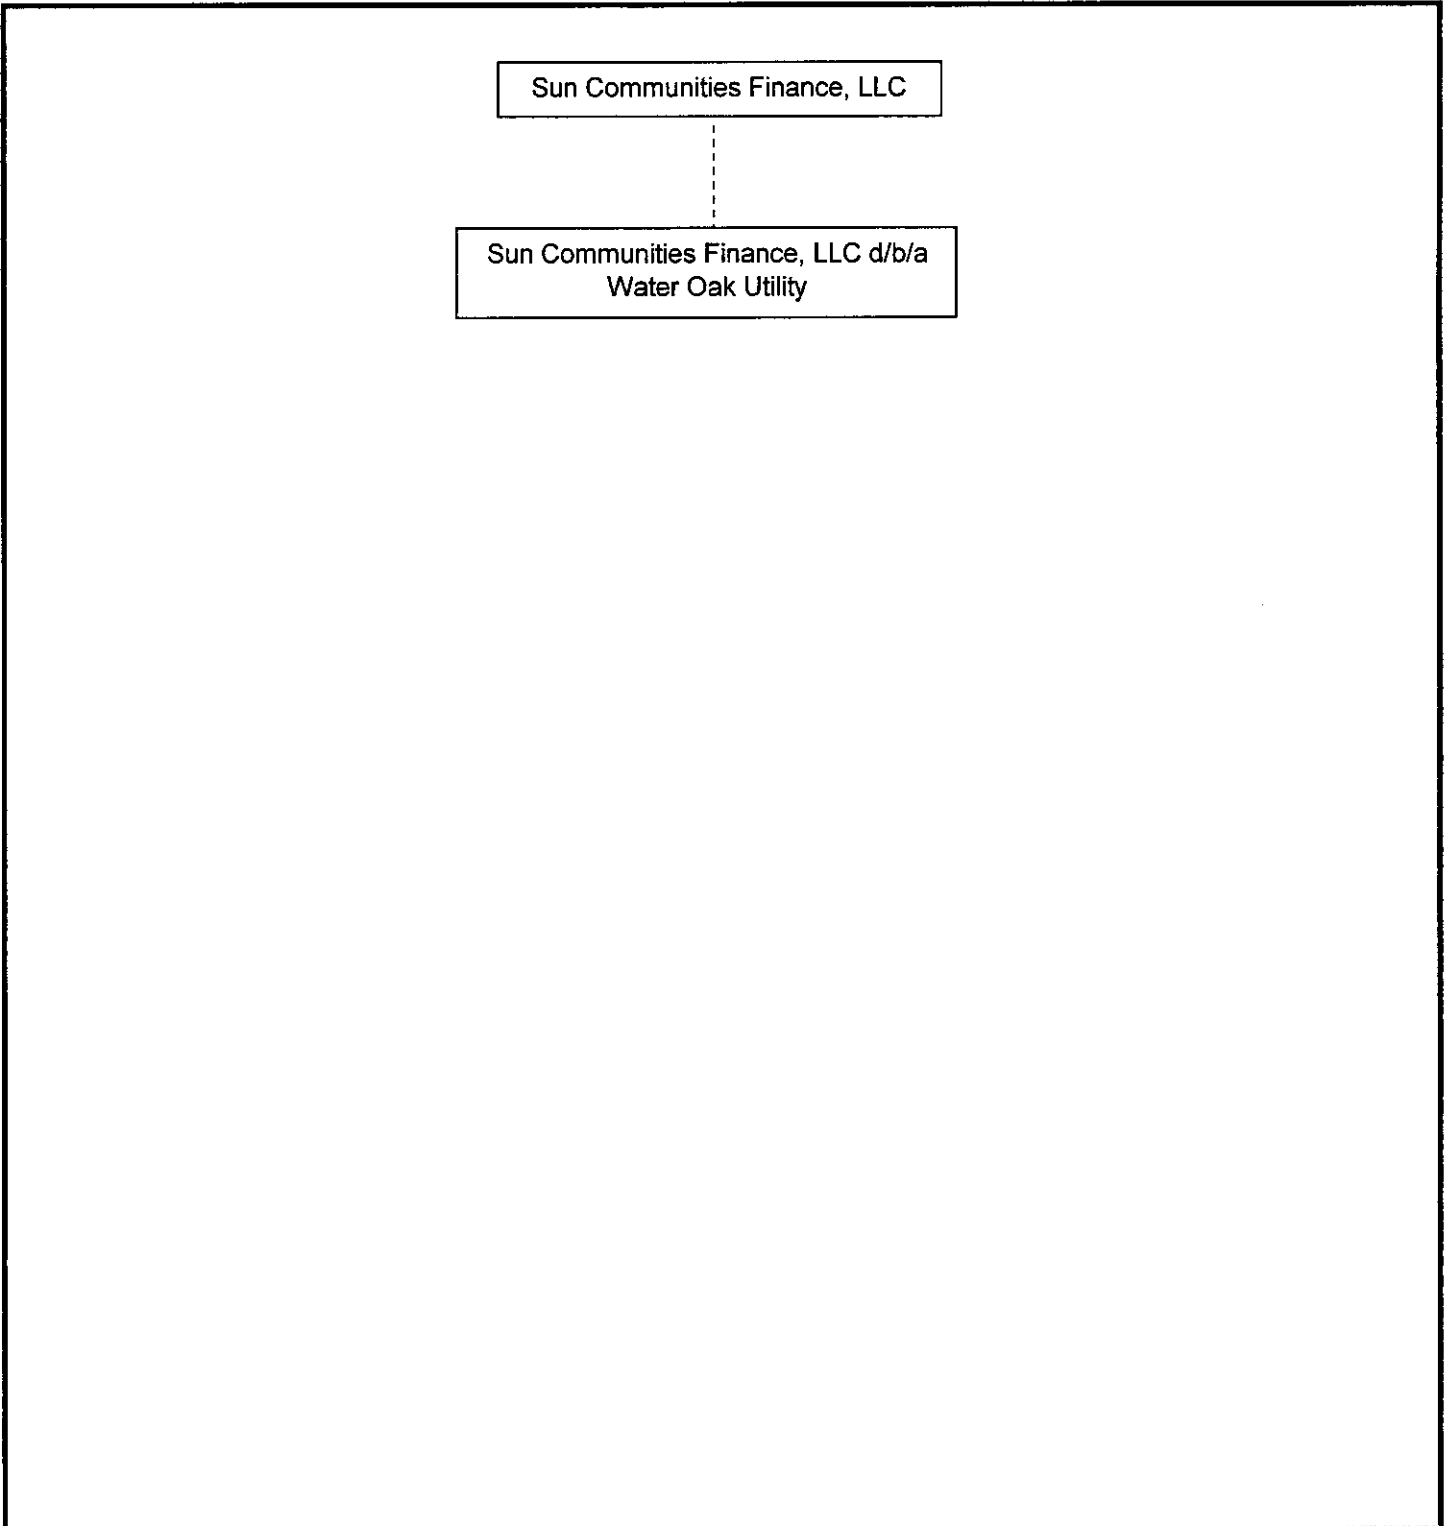 Sun Communities Finance, LLC
Sun Communities Finance, LLC d/b/a
Water Oak Utility